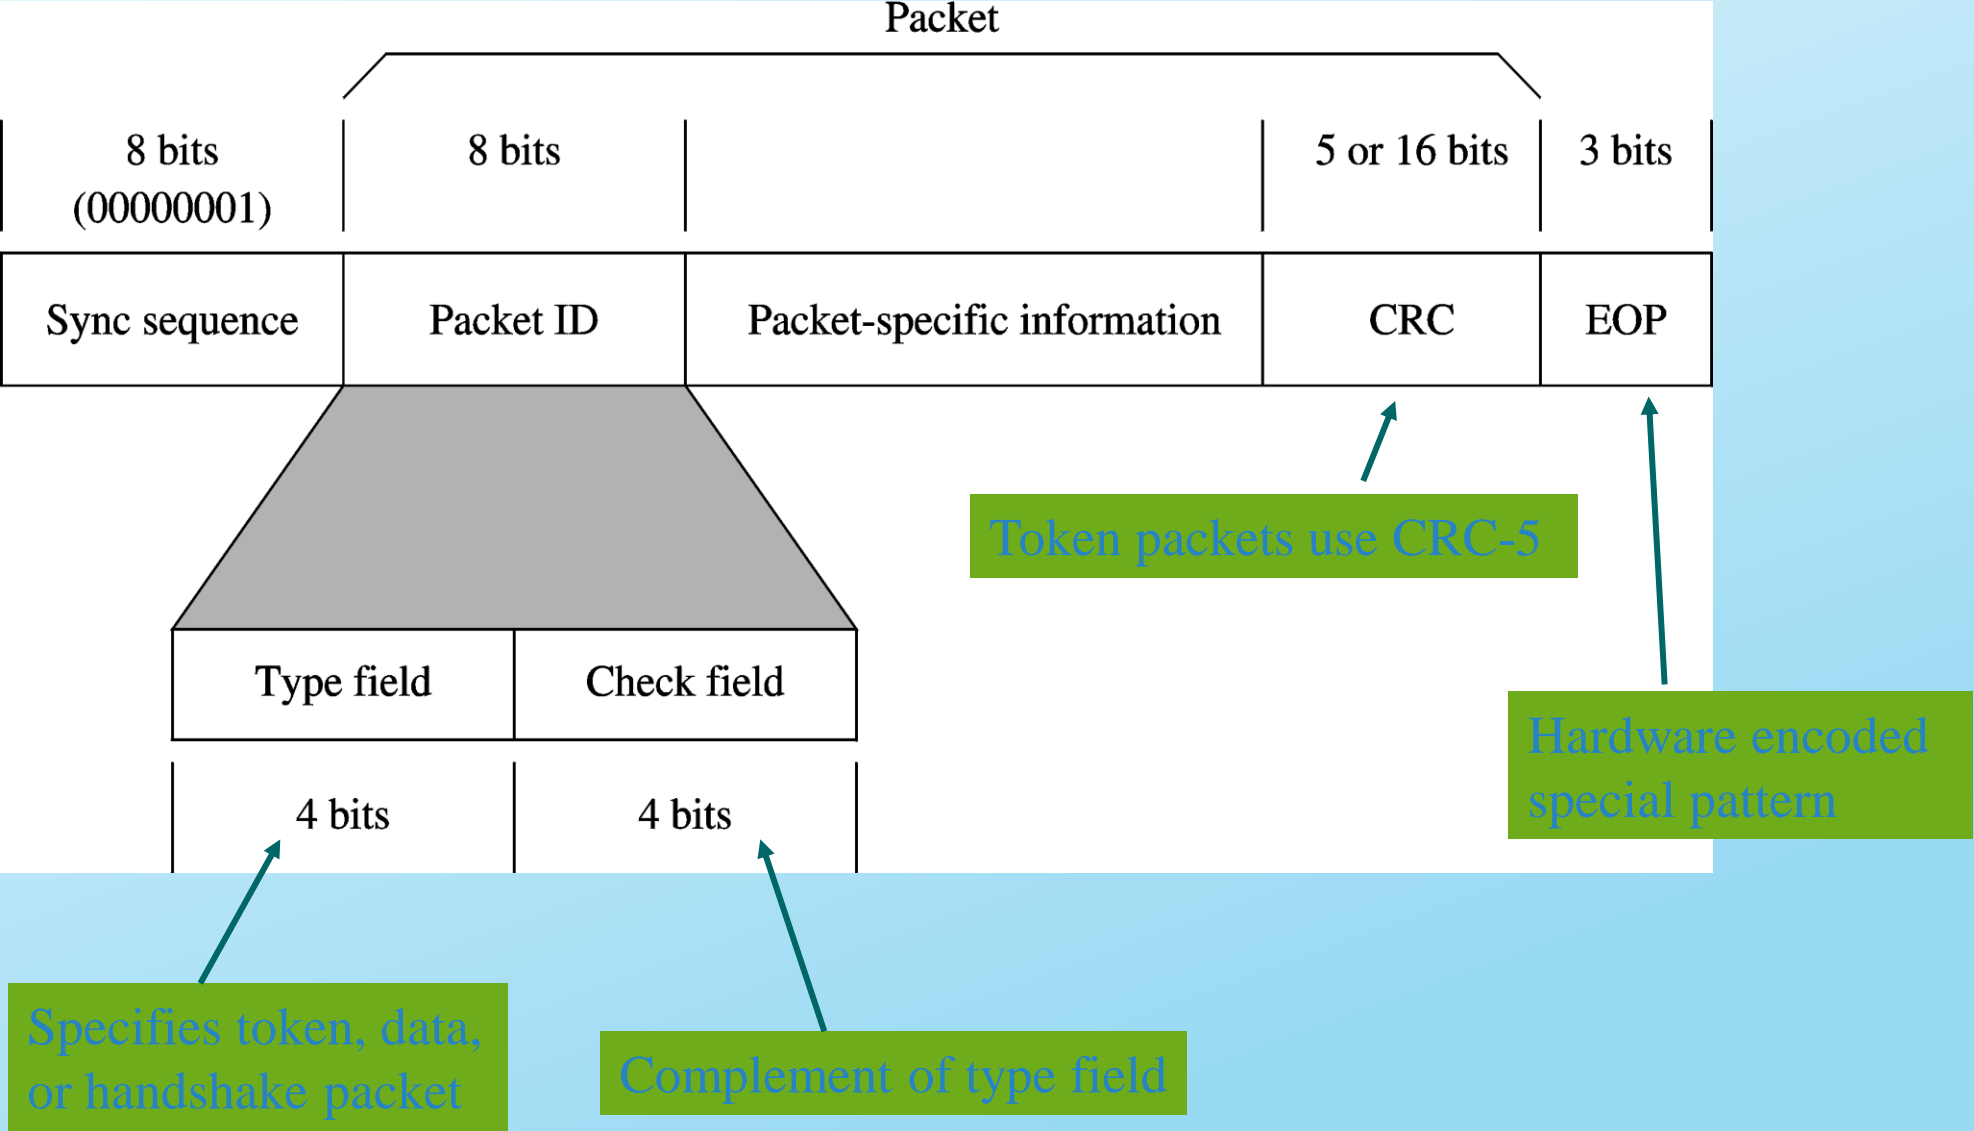 Packet
8 bits
(00000001)
8 bits
5 or 16 bits
3 bits
Sync sequence
Packet ID
Packet-specific information
CRC
EOP
Token packets use CRC-5
Type field
Check field
Hardware encoded
special pattern
4 bits
4 bits
Specifies token, data,
or handshake packet
Complement of type field